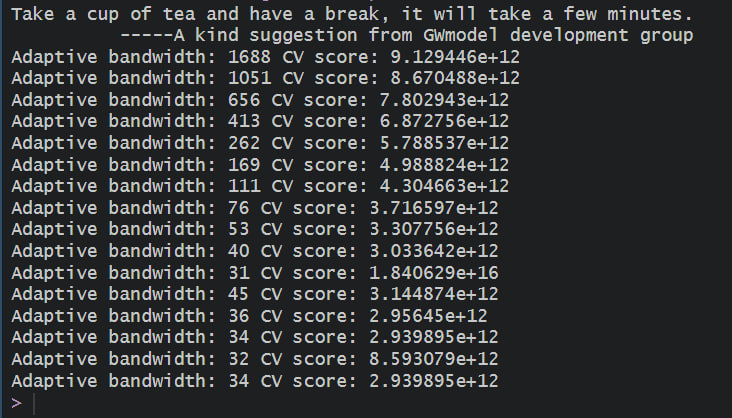 Take a cup of tea and have a break, it will take a few minutes.
-----A kind suggestion from GWmodel development group
Adaptive bandwidth: 1688 CV score: 9.129446e+12
Adaptive bandwidth: 1051 CV score: 8.670488e+12
Adaptive bandwidth: 656 CV score: 7.802943e+12
Adaptive bandwidth: 413 CV score: 6.872756e+12
Adaptive bandwidth: 262 CV score: 5.788537e+12
Adaptive bandwidth: 169 CV score: 4.988824e+12
Adaptive bandwidth: 111 CV score: 4.304663e+12
Adaptive bandwidth: 76 CV score: 3.716597e+12
Adaptive bandwidth: 53 CV score: 3.307756e+12
Adaptive bandwidth: 40 CV score: 3.033642e+12
Adaptive bandwidth: 31 CV score: 1.840629e+16
Adaptive bandwidth: 45 CV score: 3.144874e+12
Adaptive bandwidth: 36 CV score: 2.95645e+12
Adaptive bandwidth: 34 CV score: 2.939895e+12
Adaptive bandwidth: 32 CV score: 8.593079e+12
Adaptive bandwidth: 34 CV score: 2.939895e+12
>